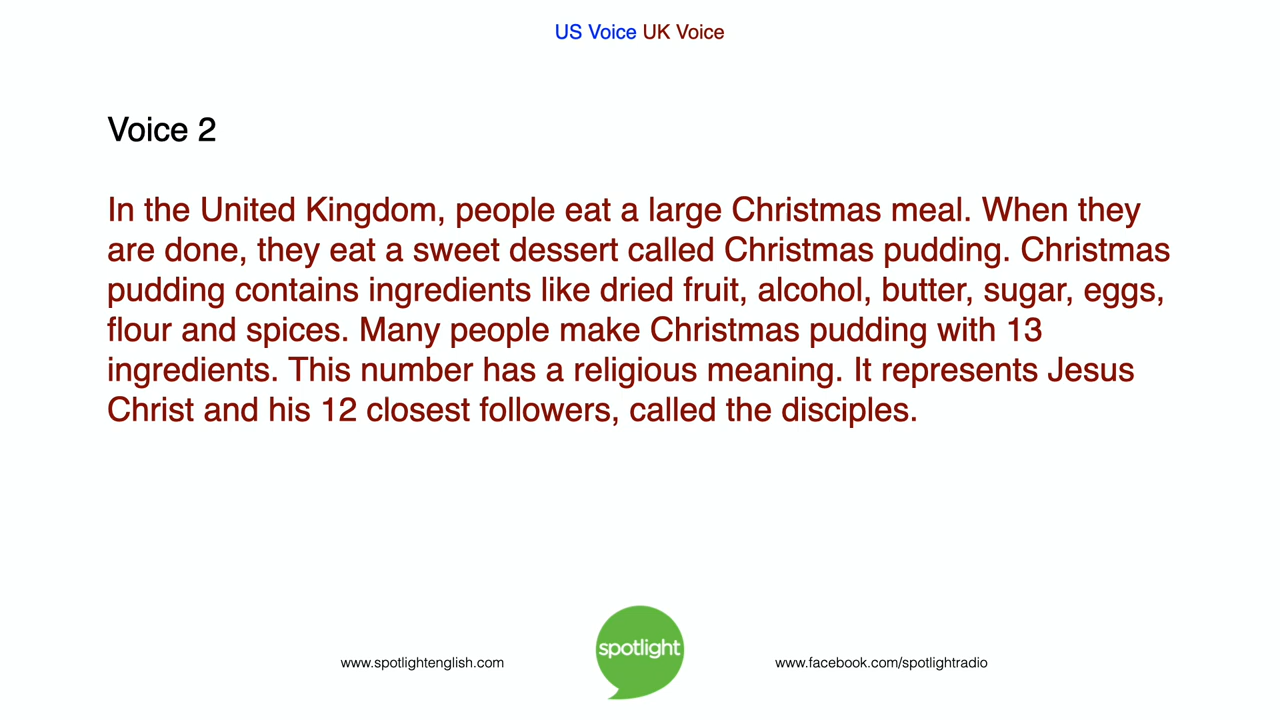 US Voice UK Voice
Voice 2
In the United Kingdom, people eat a large Christmas meal. When they
are done, they eat a sweet dessert called Christmas pudding. Christmas
pudding contains ingredients like dried fruit, alcohol, butter, sugar, eggs,
flour and spices. Many people make Christmas pudding with 13
ingredients. This number has a religious meaning. It represents Jesus
Christ and his 12 closest followers, called the disciples.
www.spotlightenglish.com
spotlight
www.facebook.com/spotlightradio